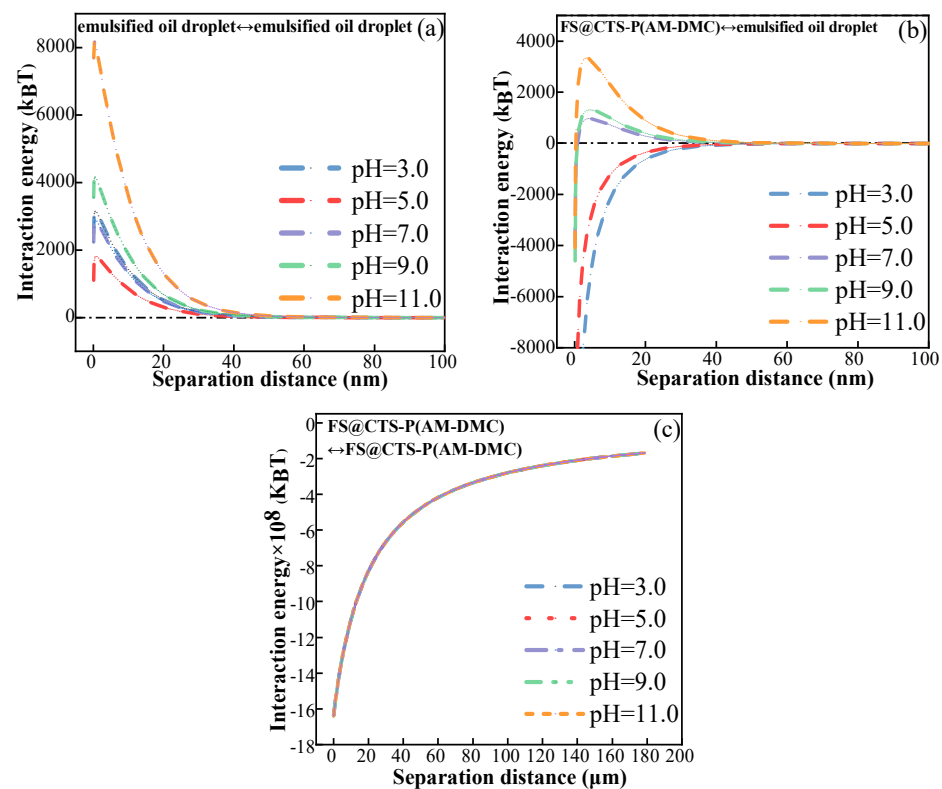 emulsified oil droplet↔emulsified oil droplet (a)
8000
6000
4000
2000
0
Interaction energy (kBT)
pH=3.0
pH=5.0
pH=7.0
pH=9.0
pH=11.0
0 20 40 60 80 100
Separation distance (nm)
FS@CTS-P(AM-DMC)↔emulsified oil droplet (b)
4000
2000
0
-2000
-4000
-6000
-8000
Interaction energy (kBT)
pH=3.0
pH=5.0
pH=7.0
pH=9.0
pH=11.0
0 20 40 60 80 100
Separation distance (nm)
FS@CTS-P(AM-DMC) (c)
↔FS@CTS-P(AM-DMC)
0
-2
-4
-6
-8
-10
-12
-14
-16
-18
Interaction energy×10⁸ (KBT)
pH=3.0
pH=5.0
pH=7.0
pH=9.0
pH=11.0
0 20 40 60 80 100 120 140 160 180 200
Separation distance (μm)